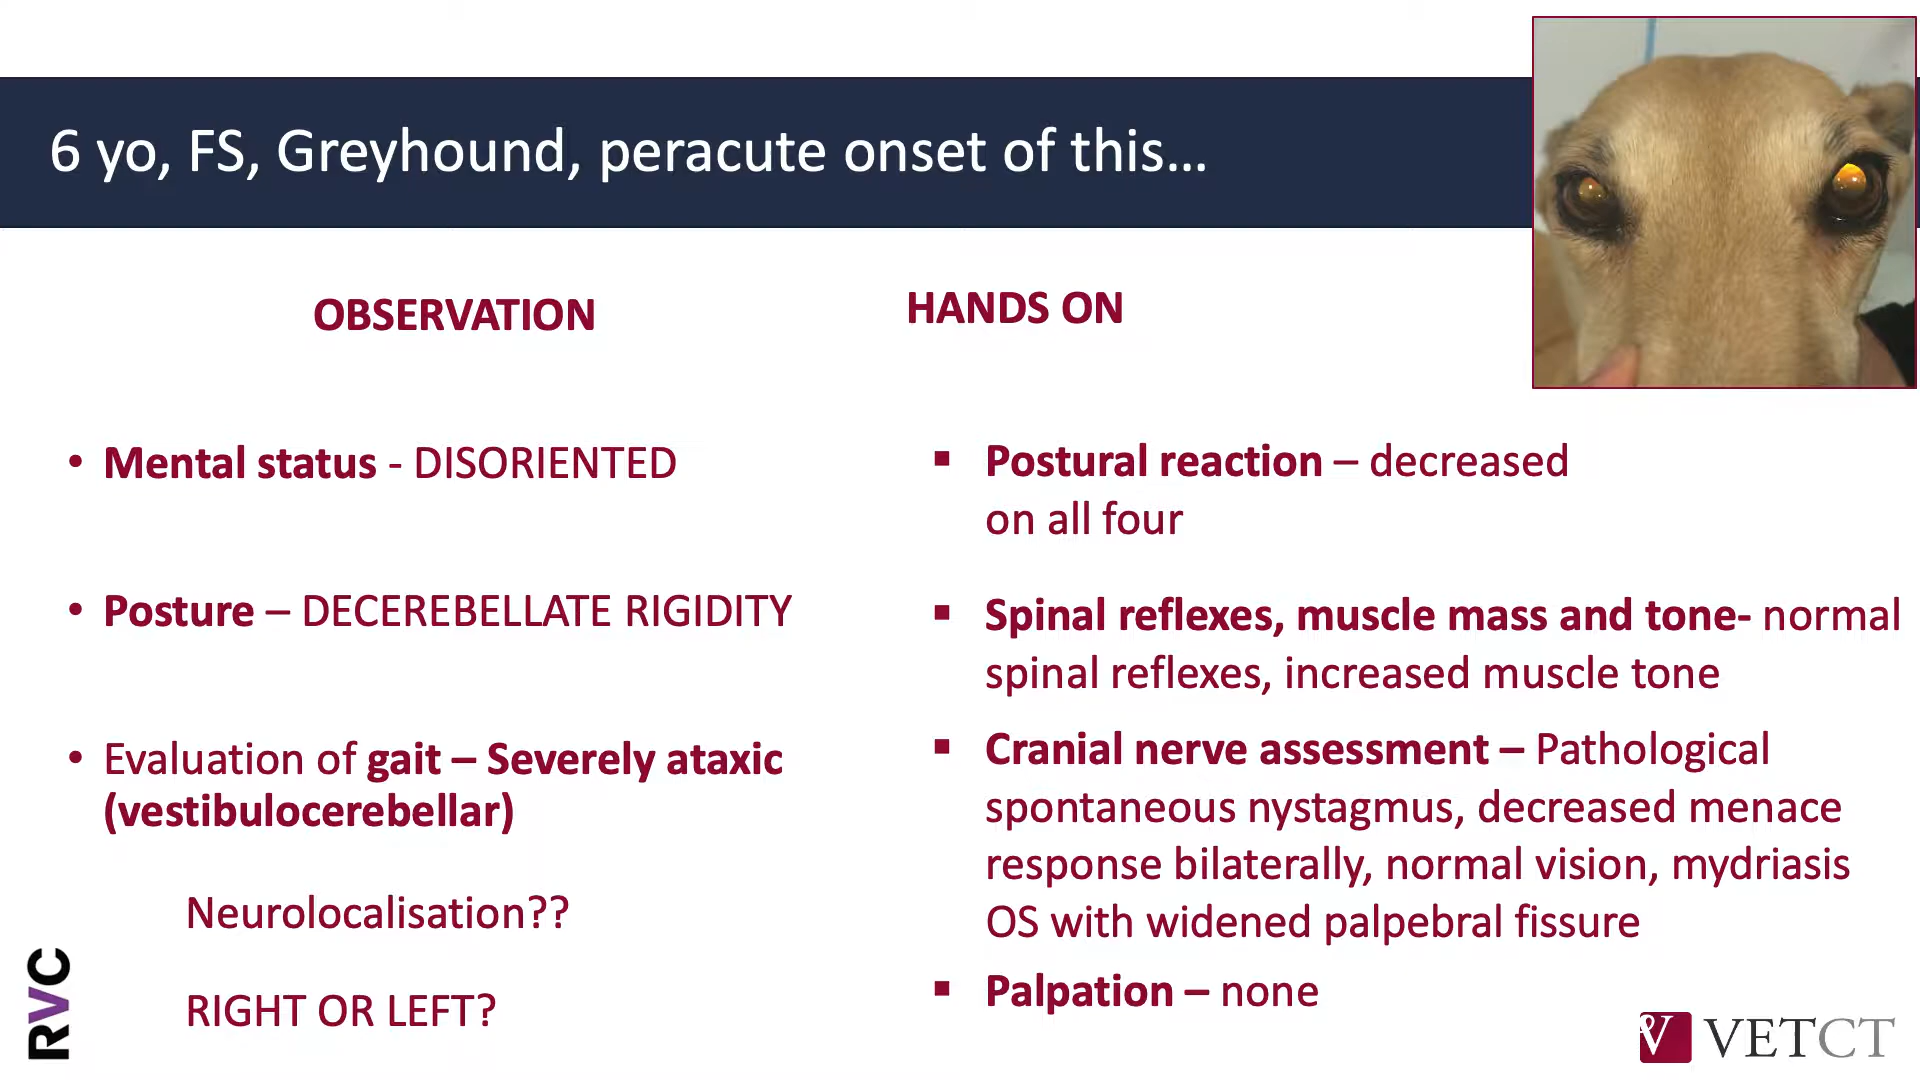 6 yo, FS, Greyhound, peracute onset of this...
OBSERVATION
• Mental status - DISORIENTED
• Posture – DECEREBELLATE RIGIDITY
• Evaluation of gait – Severely ataxic
(vestibulocerebellar)
Neurolocalisation??
RIGHT OR LEFT?
HANDS ON
▪ Postural reaction – decreased
on all four
▪ Spinal reflexes, muscle mass and tone- normal
spinal reflexes, increased muscle tone
▪ Cranial nerve assessment – Pathological
spontaneous nystagmus, decreased menace
response bilaterally, normal vision, mydriasis
OS with widened palpebral fissure
▪ Palpation – none
RVC
VETCT